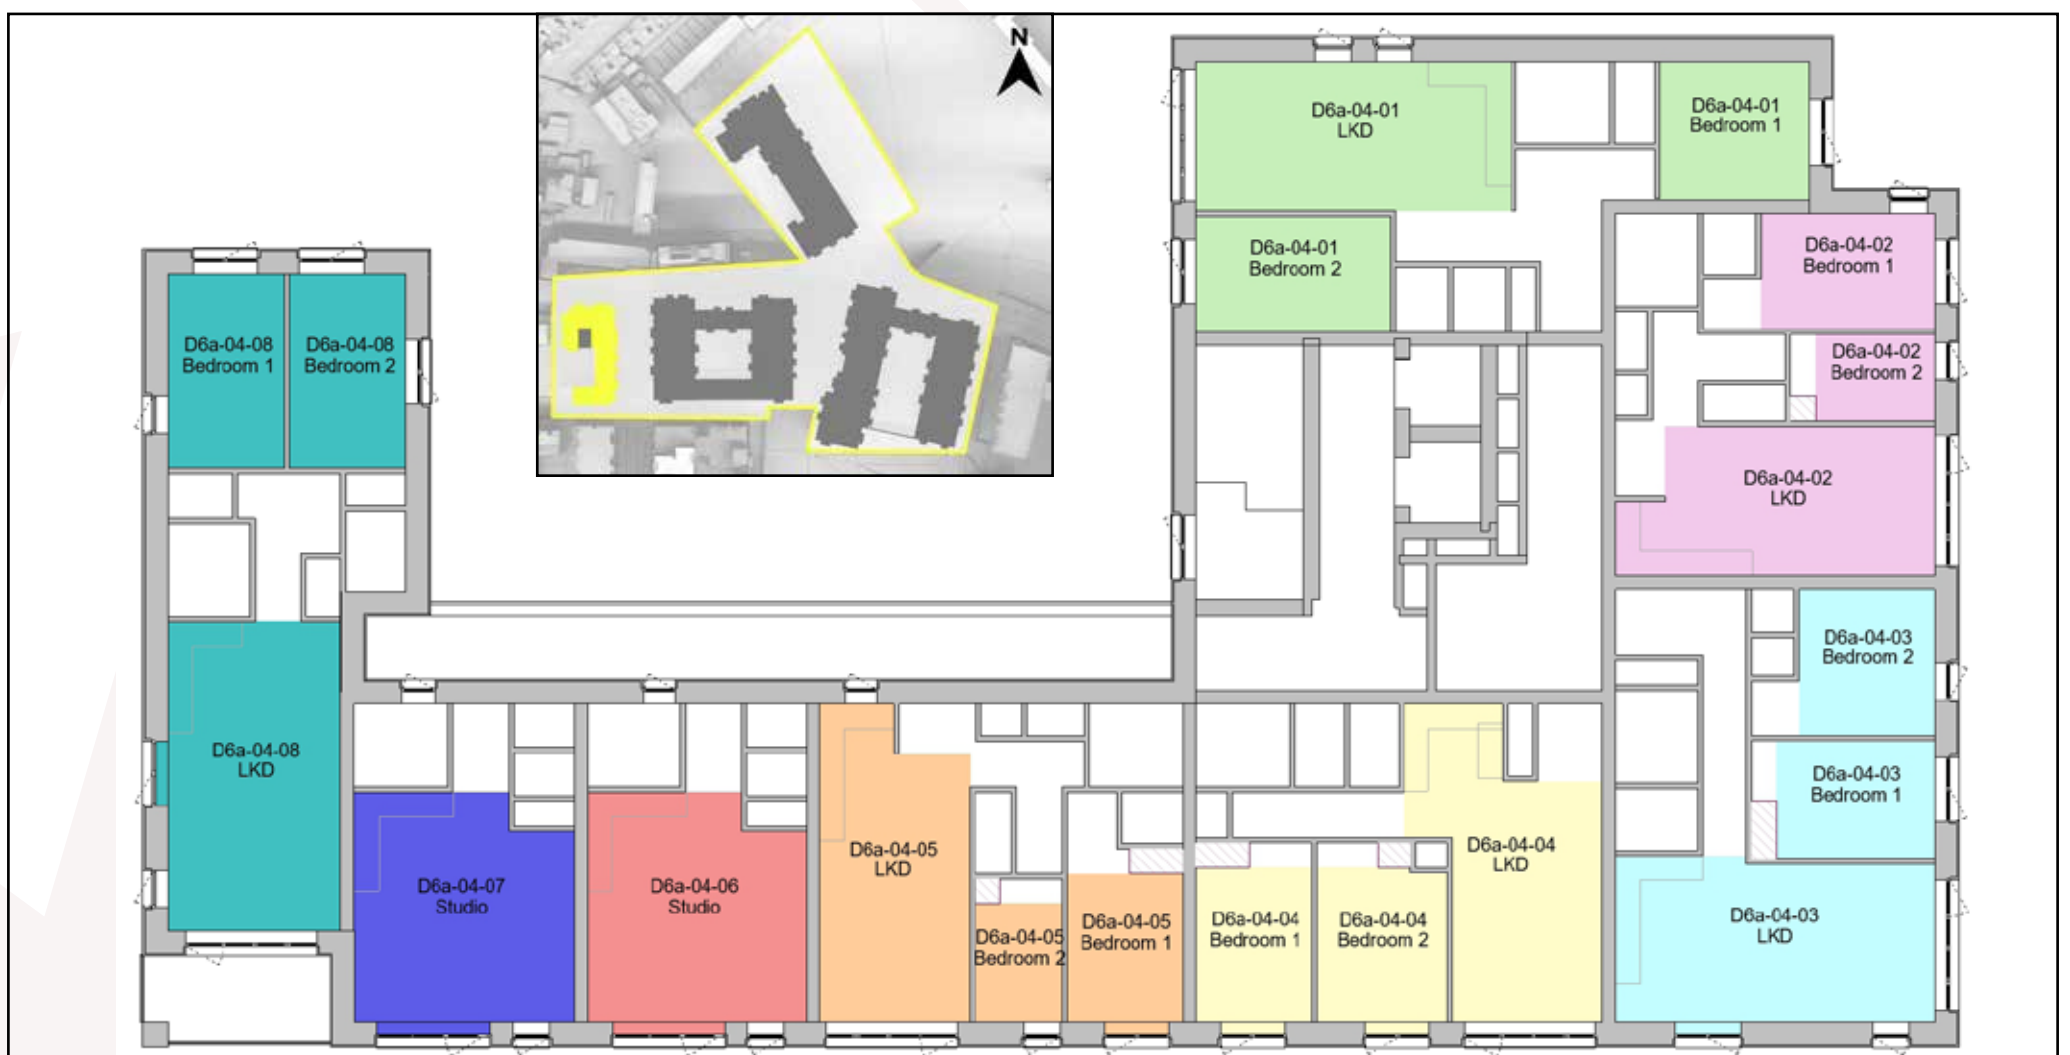 N
D6a-04-01
LKD
D6a-04-01
Bedroom 1
D6a-04-01
Bedroom 2
D6a-04-02
Bedroom 1
D6a-04-02
Bedroom 2
D6a-04-02
LKD
D6a-04-08
Bedroom 1
D6a-04-08
Bedroom 2
D6a-04-08
LKD
D6a-04-07
Studio
D6a-04-06
Studio
D6a-04-05
LKD
D6a-04-05
Bedroom 2
D6a-04-05
Bedroom 1
D6a-04-04
Bedroom 1
D6a-04-04
Bedroom 2
D6a-04-04
LKD
D6a-04-03
Bedroom 2
D6a-04-03
Bedroom 1
D6a-04-03
LKD